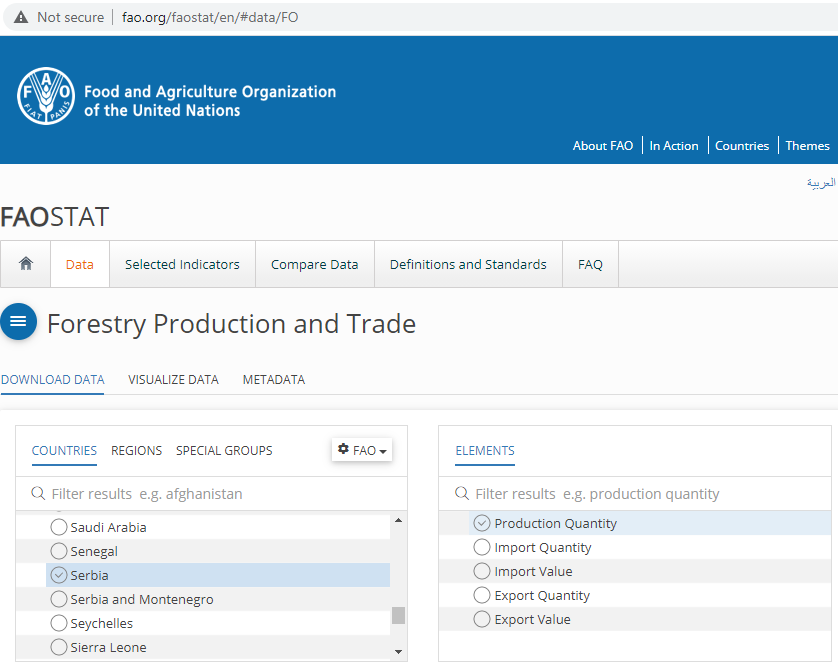 Not secure fao.org/faostat/en/#data/FO
F A O
FIAT PANIS
Food and Agriculture Organization
of the United Nations
About FAO In Action Countries Themes
العربية
FAOSTAT
Data Selected Indicators Compare Data Definitions and Standards FAQ
Forestry Production and Trade
DOWNLOAD DATA VISUALIZE DATA METADATA
COUNTRIES REGIONS SPECIAL GROUPS FAO
Filter results e.g. afghanistan
Saudi Arabia
Senegal
Serbia
Serbia and Montenegro
Seychelles
Sierra Leone
ELEMENTS
Filter results e.g. production quantity
Production Quantity
Import Quantity
Import Value
Export Quantity
Export Value